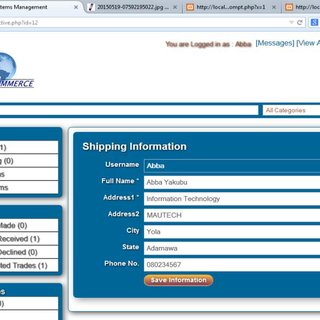 tems Management
20150519-07592195022.jpg ...
http://local...ompt.php?x=1
http://loc
ctive.php?id=12
You are Logged in as : Abba [Messages] [View A
MMERCE
All Categories
1)
g (0)
ms
Made (0)
Received (1)
Declined (0)
ted Trades (1)
es
0)
Shipping Information
Username Abba
Full Name * Abba Yakubu
Address1 * Information Technology
Address2 MAUTECH
City Yola
State Adamawa
Phone No. 080234567
Save Information